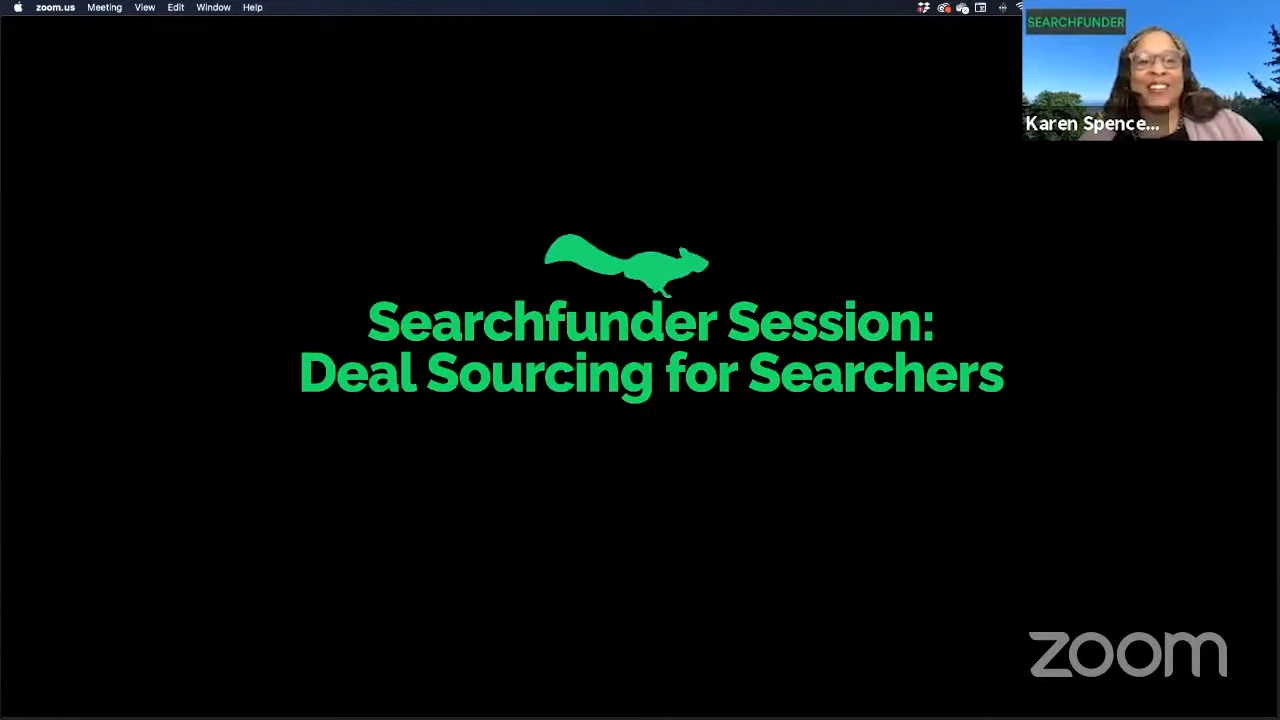 zoom.us Meeting View Edit Window Help
SEARCHFUNDER
Karen Spence...
Searchfunder Session:
Deal Sourcing for Searchers
zoom